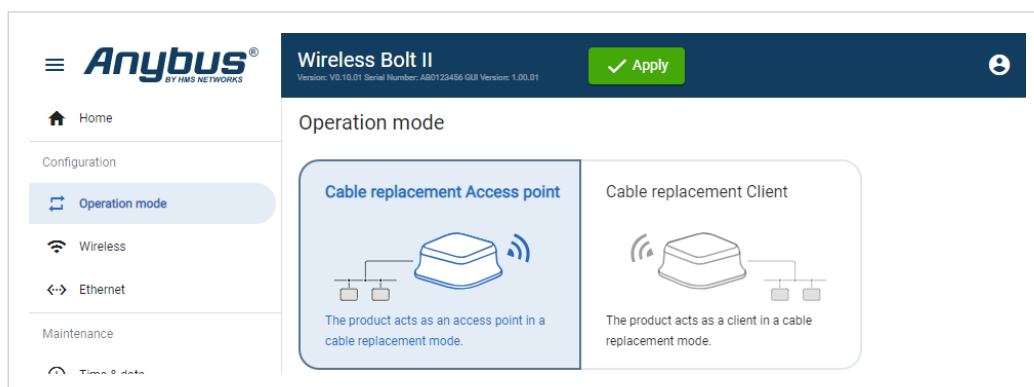 Anybus®
BY HMS NETWORKS
Wireless Bolt II
Version: V0.10.01 Serial Number: AB0123456 GUI Version: 1.00.01
Apply
Home
Configuration
Operation mode
Wireless
Ethernet
Maintenance
Time & date
Operation mode
Cable replacement Access point
The product acts as an access point in a
cable replacement mode.
Cable replacement Client
The product acts as a client in a cable
replacement mode.